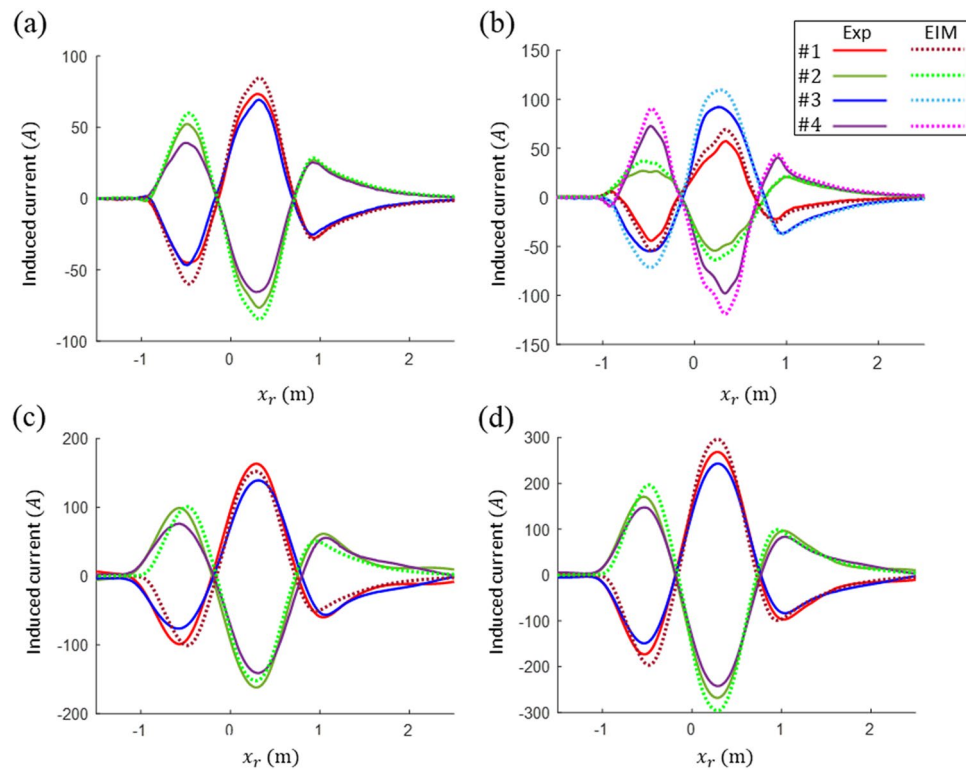 (a)
100
50
0
-50
-100
Induced current (A)
-1 0 1 2
x_r (m)
(b)
150
100
50
0
-50
-100
-150
Induced current (A)
-1 0 1 2
x_r (m)
Exp EIM
#1
#2
#3
#4
(c)
200
100
0
-100
-200
Induced current (A)
-1 0 1 2
x_r (m)
(d)
300
200
100
0
-100
-200
-300
Induced current (A)
-1 0 1 2
x_r (m)